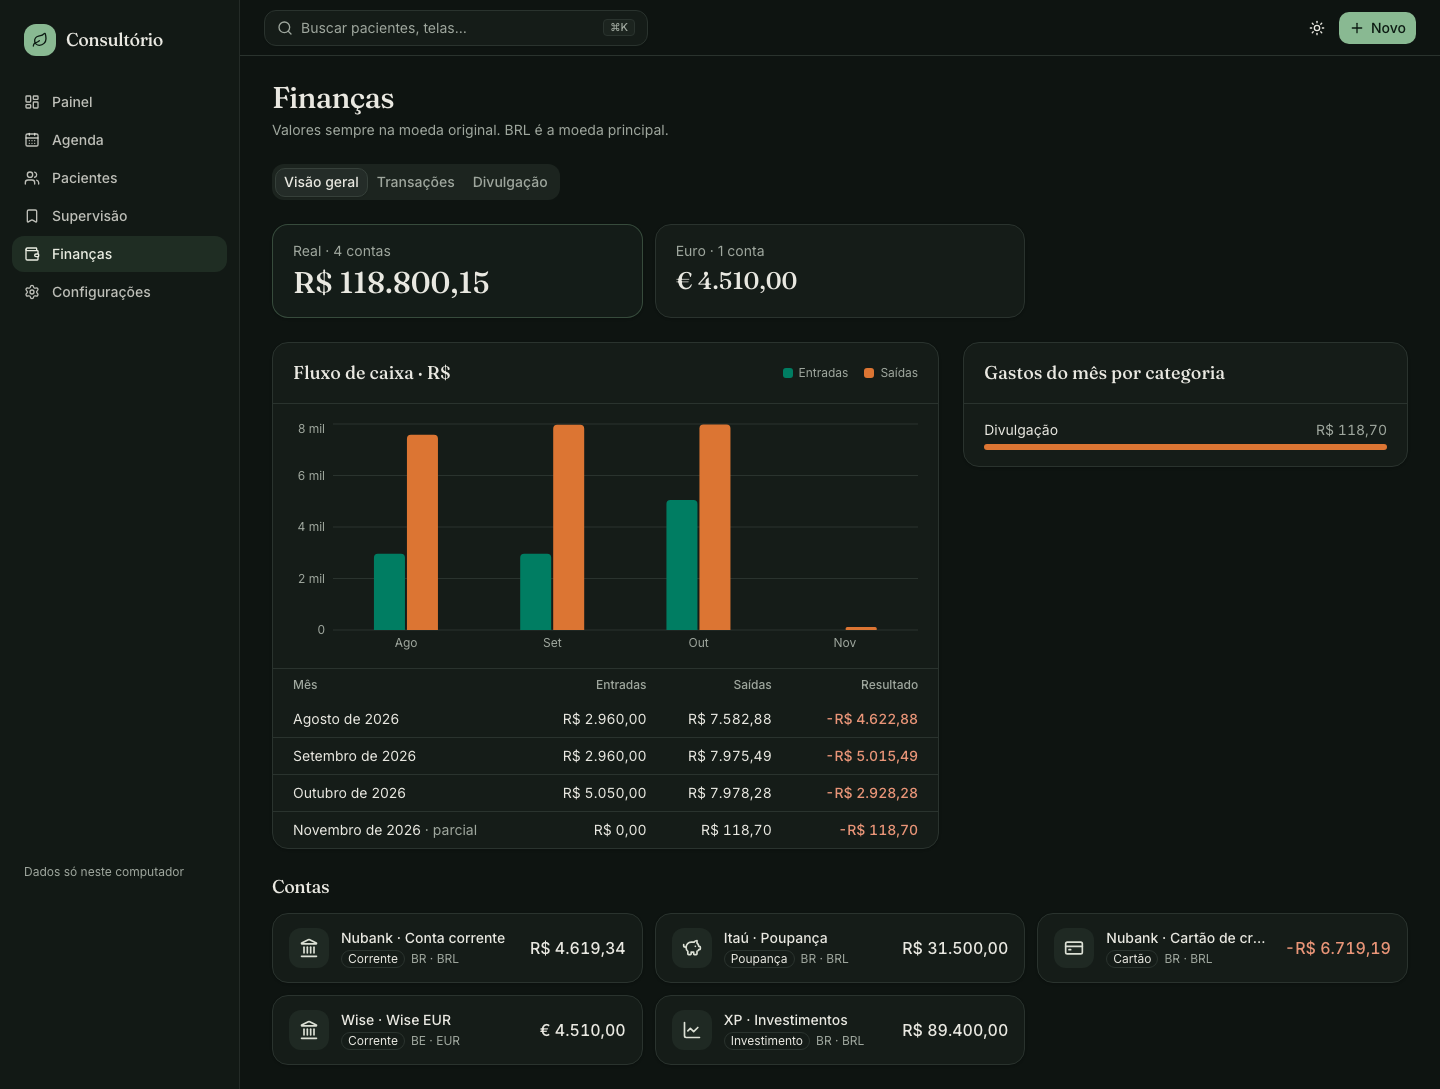 Consultório
Buscar pacientes, telas...
⌘K
Novo
Painel
Agenda
Pacientes
Supervisão
Finanças
Configurações
Dados só neste computador
Finanças
Valores sempre na moeda original. BRL é a moeda principal.
Visão geral Transações Divulgação
Real · 4 contas
R$ 118.800,15
Euro · 1 conta
€ 4.510,00
Fluxo de caixa · R$
Entradas Saídas
8 mil
6 mil
4 mil
2 mil
0
Ago Set Out Nov
Mês Entradas Saídas Resultado
Agosto de 2026 R$ 2.960,00 R$ 7.582,88 -R$ 4.622,88
Setembro de 2026 R$ 2.960,00 R$ 7.975,49 -R$ 5.015,49
Outubro de 2026 R$ 5.050,00 R$ 7.978,28 -R$ 2.928,28
Novembro de 2026 · parcial R$ 0,00 R$ 118,70 -R$ 118,70
Gastos do mês por categoria
Divulgação R$ 118,70
Contas
Nubank · Conta corrente
Corrente BR · BRL
R$ 4.619,34
Itaú · Poupança
Poupança BR · BRL
R$ 31.500,00
Nubank · Cartão de cr...
Cartão BR · BRL
-R$ 6.719,19
Wise · Wise EUR
Corrente BE · EUR
€ 4.510,00
XP · Investimentos
Investimento BR · BRL
R$ 89.400,00